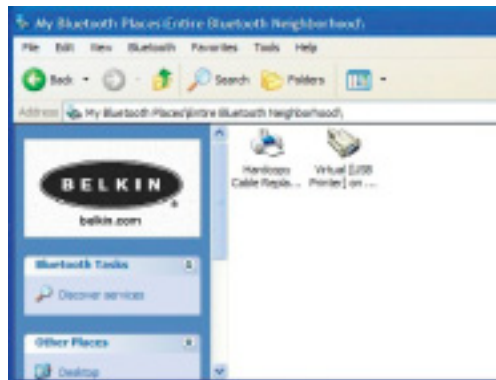 My Bluetooth Places\Entire Bluetooth Neighborhood\
File Edit View Bluetooth Favorites Tools Help
Back Search Folders
Address My Bluetooth Places\Entire Bluetooth Neighborhood\
BELKIN
belkin.com
Hardcopy Cable Repla...
Virtual [USB Printer] on ...
Bluetooth Tasks
Discover services
Other Places
Desktop